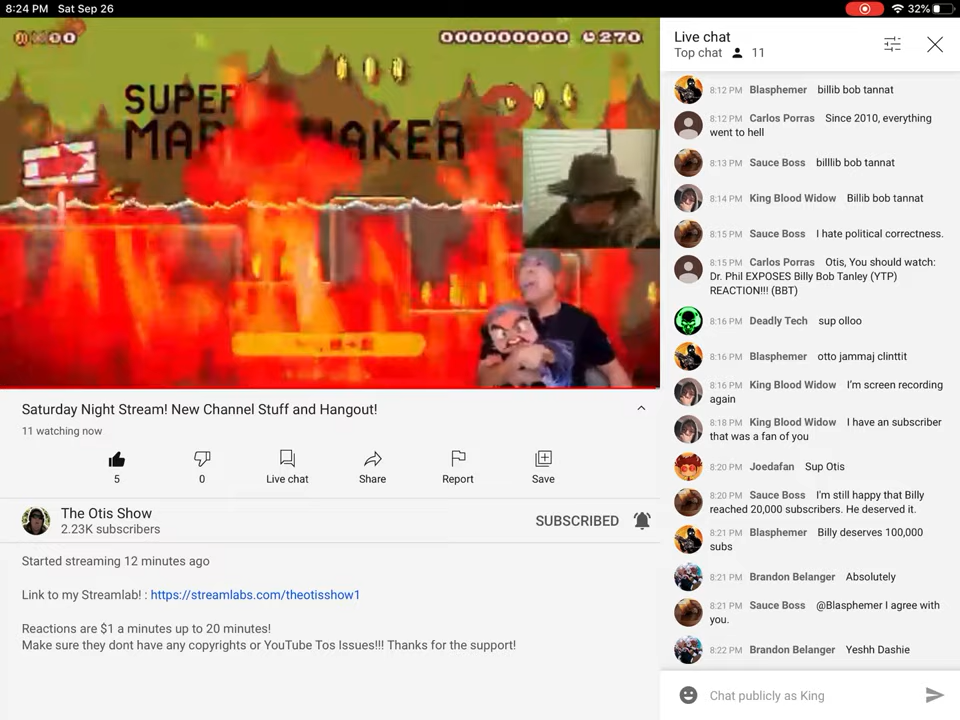 8:24 PM Sat Sep 26
32%
000000000 270
SUPER
MARIO MAKER
Saturday Night Stream! New Channel Stuff and Hangout!
11 watching now
5
0
Live chat
Share
Report
Save
The Otis Show
2.23K subscribers
SUBSCRIBED
Started streaming 12 minutes ago
Link to my Streamlab! : https://streamlabs.com/theotisshow1
Reactions are $1 a minutes up to 20 minutes!
Make sure they dont have any copyrights or YouTube Tos Issues!!! Thanks for the support!
Live chat
Top chat 11
8:12 PM Blasphemer billib bob tannat
8:12 PM Carlos Porras Since 2010, everything
went to hell
8:13 PM Sauce Boss billlib bob tannat
8:14 PM King Blood Widow Billib bob tannat
8:15 PM Sauce Boss I hate political correctness.
8:15 PM Carlos Porras Otis, You should watch:
Dr. Phil EXPOSES Billy Bob Tanley (YTP)
REACTION!!! (BBT)
8:16 PM Deadly Tech sup olloo
8:16 PM Blasphemer otto jammaj clinttit
8:16 PM King Blood Widow I'm screen recording
again
8:18 PM King Blood Widow I have an subscriber
that was a fan of you
8:20 PM Joedafan Sup Otis
8:20 PM Sauce Boss I'm still happy that Billy
reached 20,000 subscribers. He deserved it.
8:21 PM Blasphemer Billy deserves 100,000
subs
8:21 PM Brandon Belanger Absolutely
8:21 PM Sauce Boss @Blasphemer I agree with
you.
8:22 PM Brandon Belanger Yeshh Dashie
Chat publicly as King